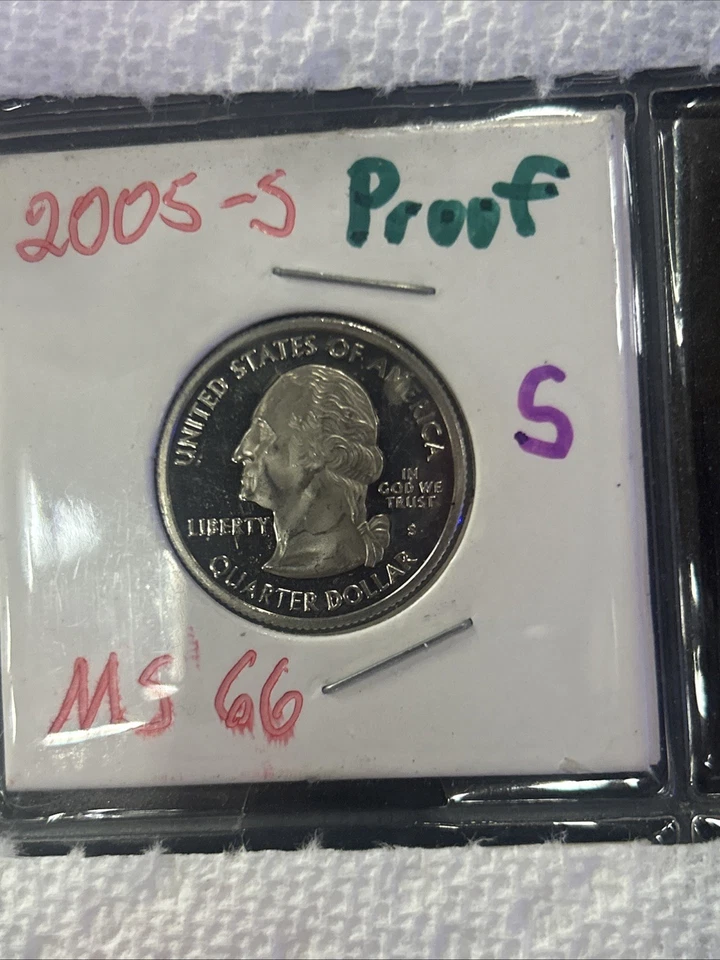 2005-S Proof
UNITED STATES OF AMERICA
S
IN
GOD WE
TRUST
LIBERTY
S
QUARTER DOLLAR
MS 66